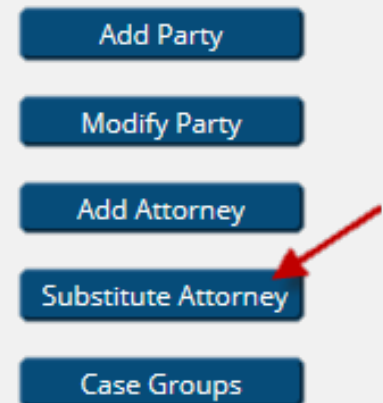 Add Party
Modify Party
Add Attorney
Substitute Attorney
Case Groups